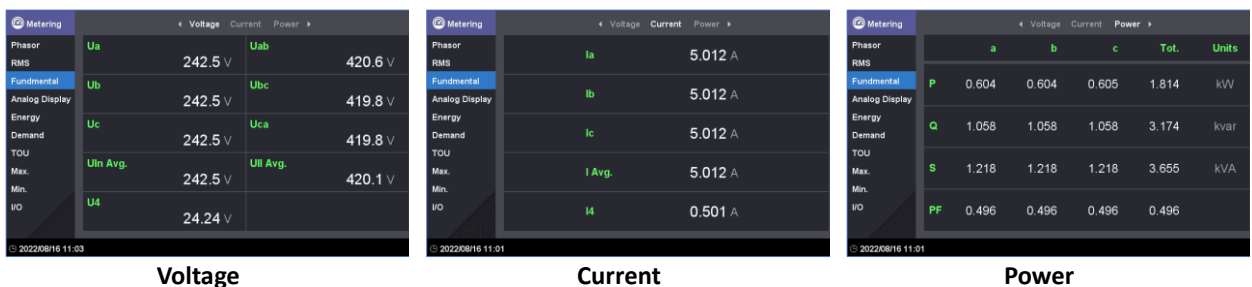 Metering
Voltage Current Power
Phasor
RMS
Fundmental
Analog Display
Energy
Demand
TOU
Max.
Min.
I/O
Ua 242.5 V Uab 420.6 V
Ub 242.5 V Ubc 419.8 V
Uc 242.5 V Uca 419.8 V
Uln Avg. 242.5 V Ull Avg. 420.1 V
U4 24.24 V
2022/08/16 11:03
Voltage
Metering
Voltage Current Power
Phasor
RMS
Fundmental
Analog Display
Energy
Demand
TOU
Max.
Min.
I/O
Ia 5.012 A
Ib 5.012 A
Ic 5.012 A
I Avg. 5.012 A
I4 0.501 A
2022/08/16 11:01
Current
Metering
Voltage Current Power
Phasor
RMS
Fundmental
Analog Display
Energy
Demand
TOU
Max.
Min.
I/O
a b c Tot. Units
P 0.604 0.604 0.605 1.814 kW
Q 1.058 1.058 1.058 3.174 kvar
S 1.218 1.218 1.218 3.655 kVA
PF 0.496 0.496 0.496 0.496
2022/08/16 11:01
Power